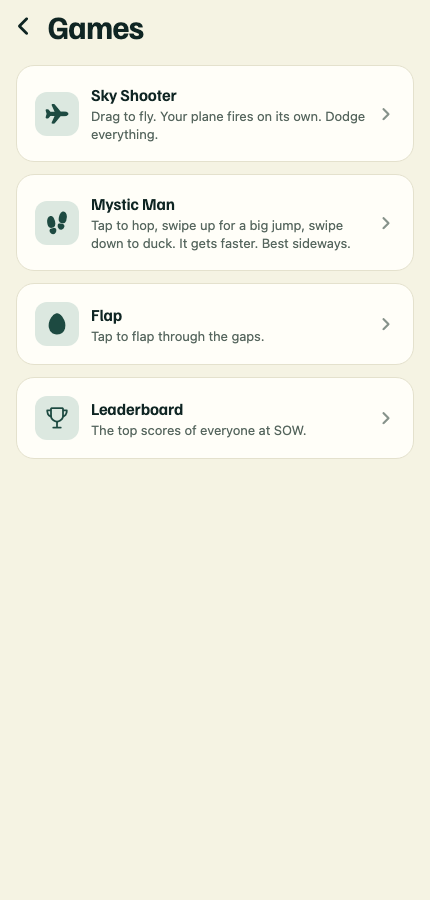 Games
Sky Shooter
Drag to fly. Your plane fires on its own. Dodge
everything.
Mystic Man
Tap to hop, swipe up for a big jump, swipe
down to duck. It gets faster. Best sideways.
Flap
Tap to flap through the gaps.
Leaderboard
The top scores of everyone at SOW.